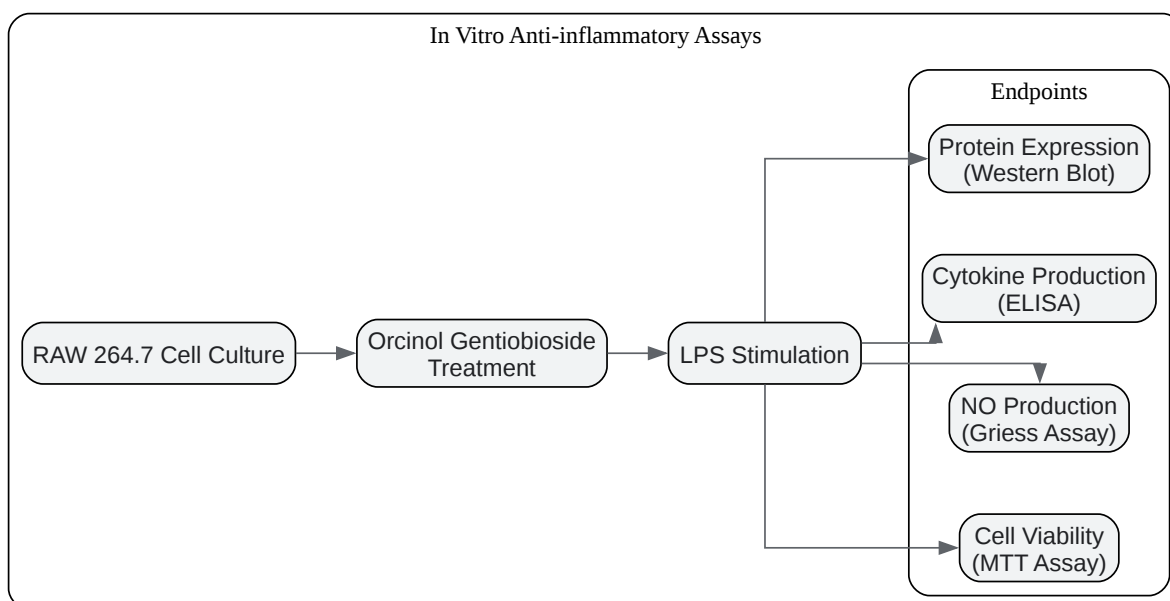 In Vitro Anti-inflammatory Assays
Endpoints
Protein Expression
(Western Blot)
Cytokine Production
(ELISA)
RAW 264.7 Cell Culture
Orcinol Gentiobioside
Treatment
LPS Stimulation
NO Production
(Griess Assay)
Cell Viability
(MTT Assay)